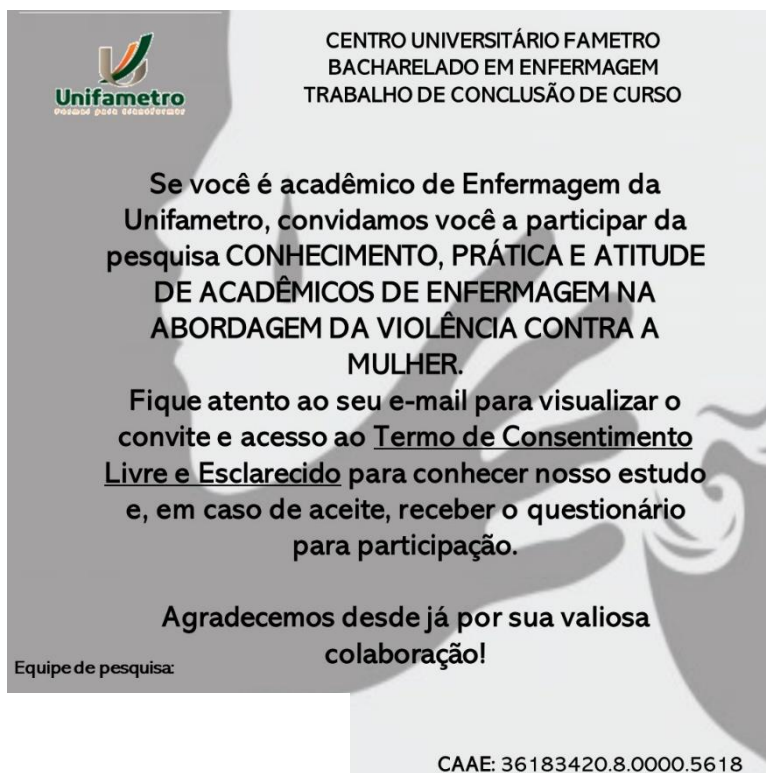 CENTRO UNIVERSITÁRIO FAMETRO
BACHARELADO EM ENFERMAGEM
TRABALHO DE CONCLUSÃO DE CURSO
Unifametro
Formar para transformar
Se você é acadêmico de Enfermagem da
Unifametro, convidamos você a participar da
pesquisa CONHECIMENTO, PRÁTICA E ATITUDE
DE ACADÊMICOS DE ENFERMAGEM NA
ABORDAGEM DA VIOLÊNCIA CONTRA A
MULHER.
Fique atento ao seu e-mail para visualizar o
convite e acesso ao Termo de Consentimento
Livre e Esclarecido para conhecer nosso estudo
e, em caso de aceite, receber o questionário
para participação.
Agradecemos desde já por sua valiosa
colaboração!
Equipe de pesquisa:
CAAE: 36183420.8.0000.5618